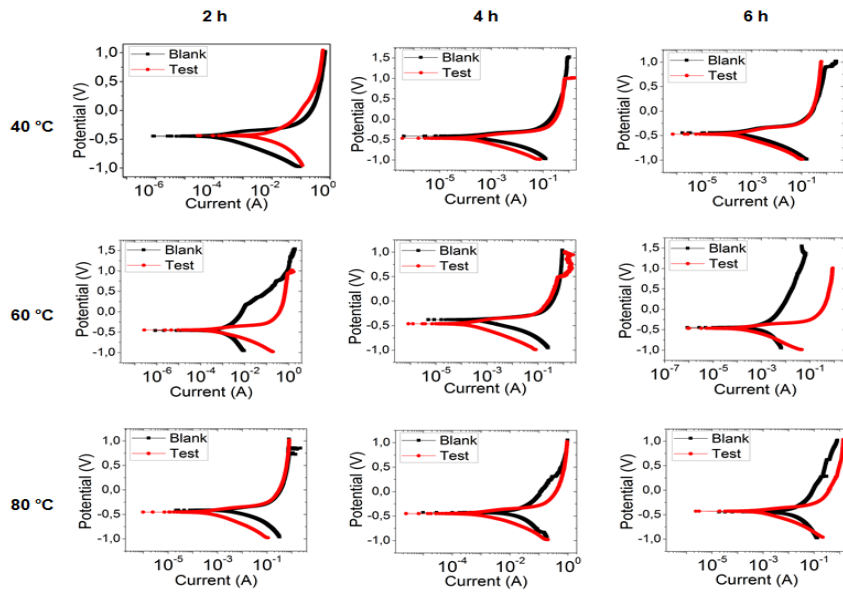 2 h 4 h 6 h
40 °C
Potential (V)
1,0
0,5
0,0
-0,5
-1,0
Blank
Test
10⁻⁶ 10⁻⁴ 10⁻² 10⁰
Current (A)
Potential (V)
1.5
1.0
0.5
0.0
-0.5
-1.0
Blank
Test
10⁻⁵ 10⁻³ 10⁻¹
Current (A)
Potential (V)
1,0
0,5
0,0
-0,5
-1,0
Blank
Test
10⁻⁵ 10⁻³ 10⁻¹
Current (A)
60 °C
Potential (V)
1,5
1,0
0,5
0,0
-0,5
-1,0
Blank
Test
10⁻⁶ 10⁻⁴ 10⁻² 10⁰
Current (A)
Potential (V)
1,0
0,5
0,0
-0,5
-1,0
Blank
Test
10⁻⁵ 10⁻³ 10⁻¹
Current (A)
Potential (V)
1,5
1,0
0,5
0,0
-0,5
-1,0
Blank
Test
10⁻⁷ 10⁻⁵ 10⁻³ 10⁻¹
Current (A)
80 °C
Potential (V)
1,0
0,5
0,0
-0,5
-1,0
Blank
Test
10⁻⁵ 10⁻³ 10⁻¹
Current (A)
Potential (V)
1,0
0,5
0,0
-0,5
-1,0
Blank
Test
10⁻⁴ 10⁻² 10⁰
Current (A)
Potential (V)
1,0
0,5
0,0
-0,5
-1,0
Blank
Test
10⁻⁵ 10⁻³ 10⁻¹
Current (A)